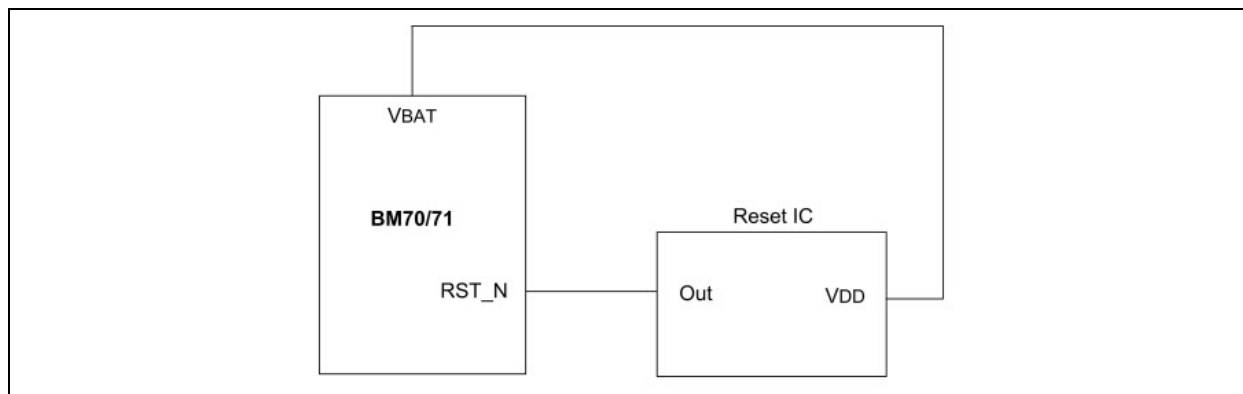 VBAT
BM70/71
Reset IC
RST_N
Out
VDD